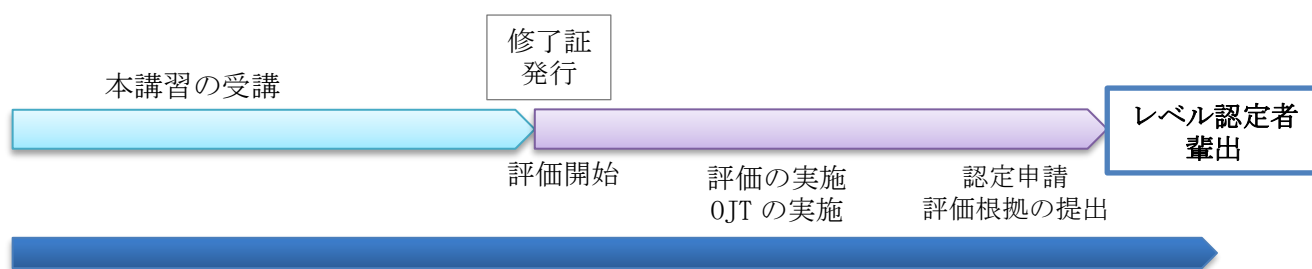 修了証
発行
本講習の受講
レベル認定者
輩出
評価開始
評価の実施
OJT の実施
認定申請
評価根拠の提出